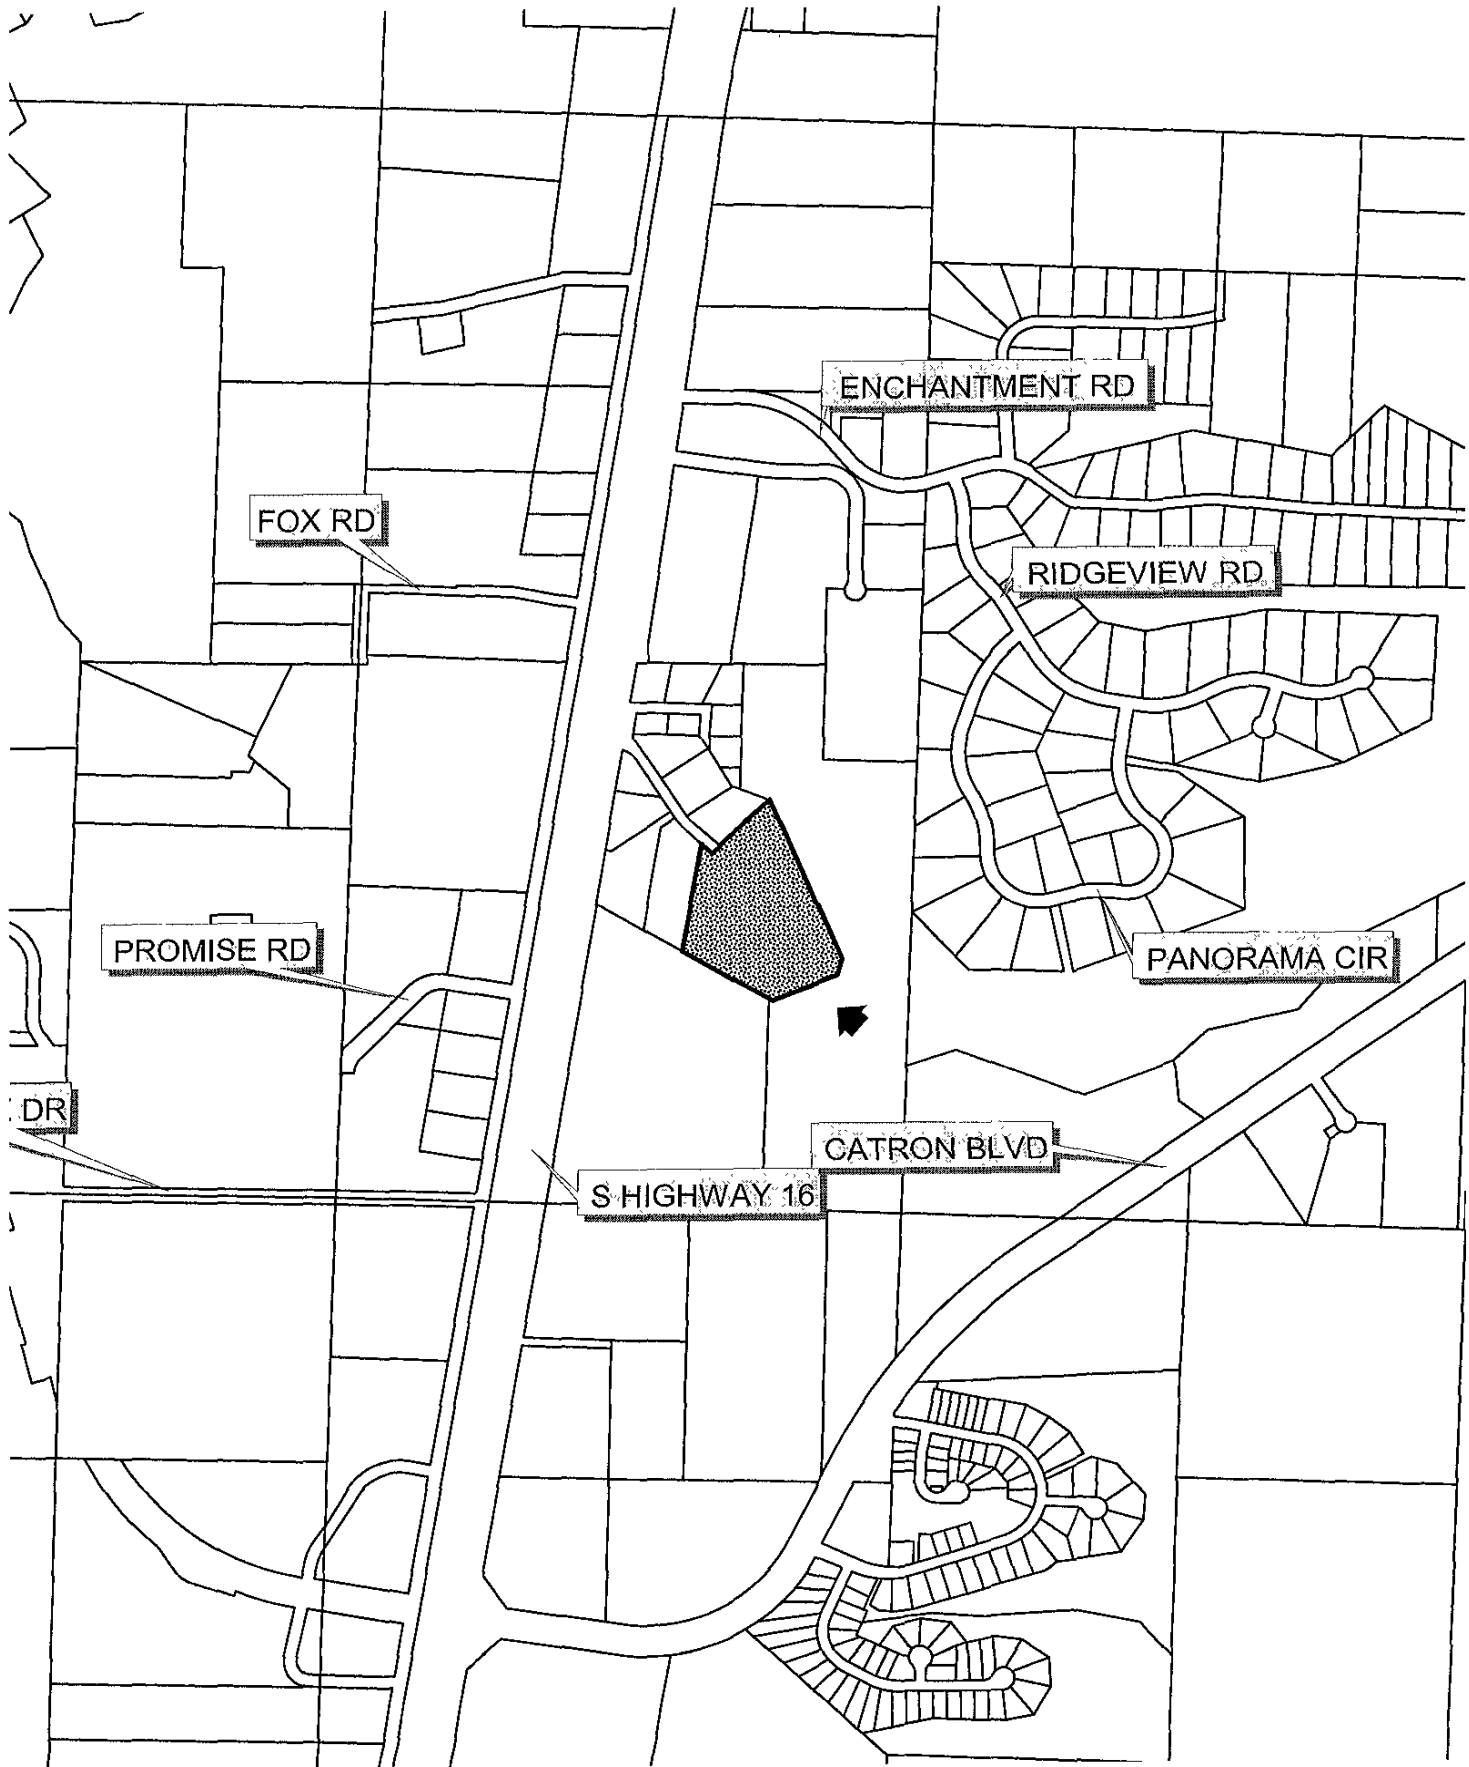 ENCHANTMENT RD
FOX RD
RIDGEVIEW RD
PROMISE RD
PANORAMA CIR
DR
CATRON BLVD
S HIGHWAY 16